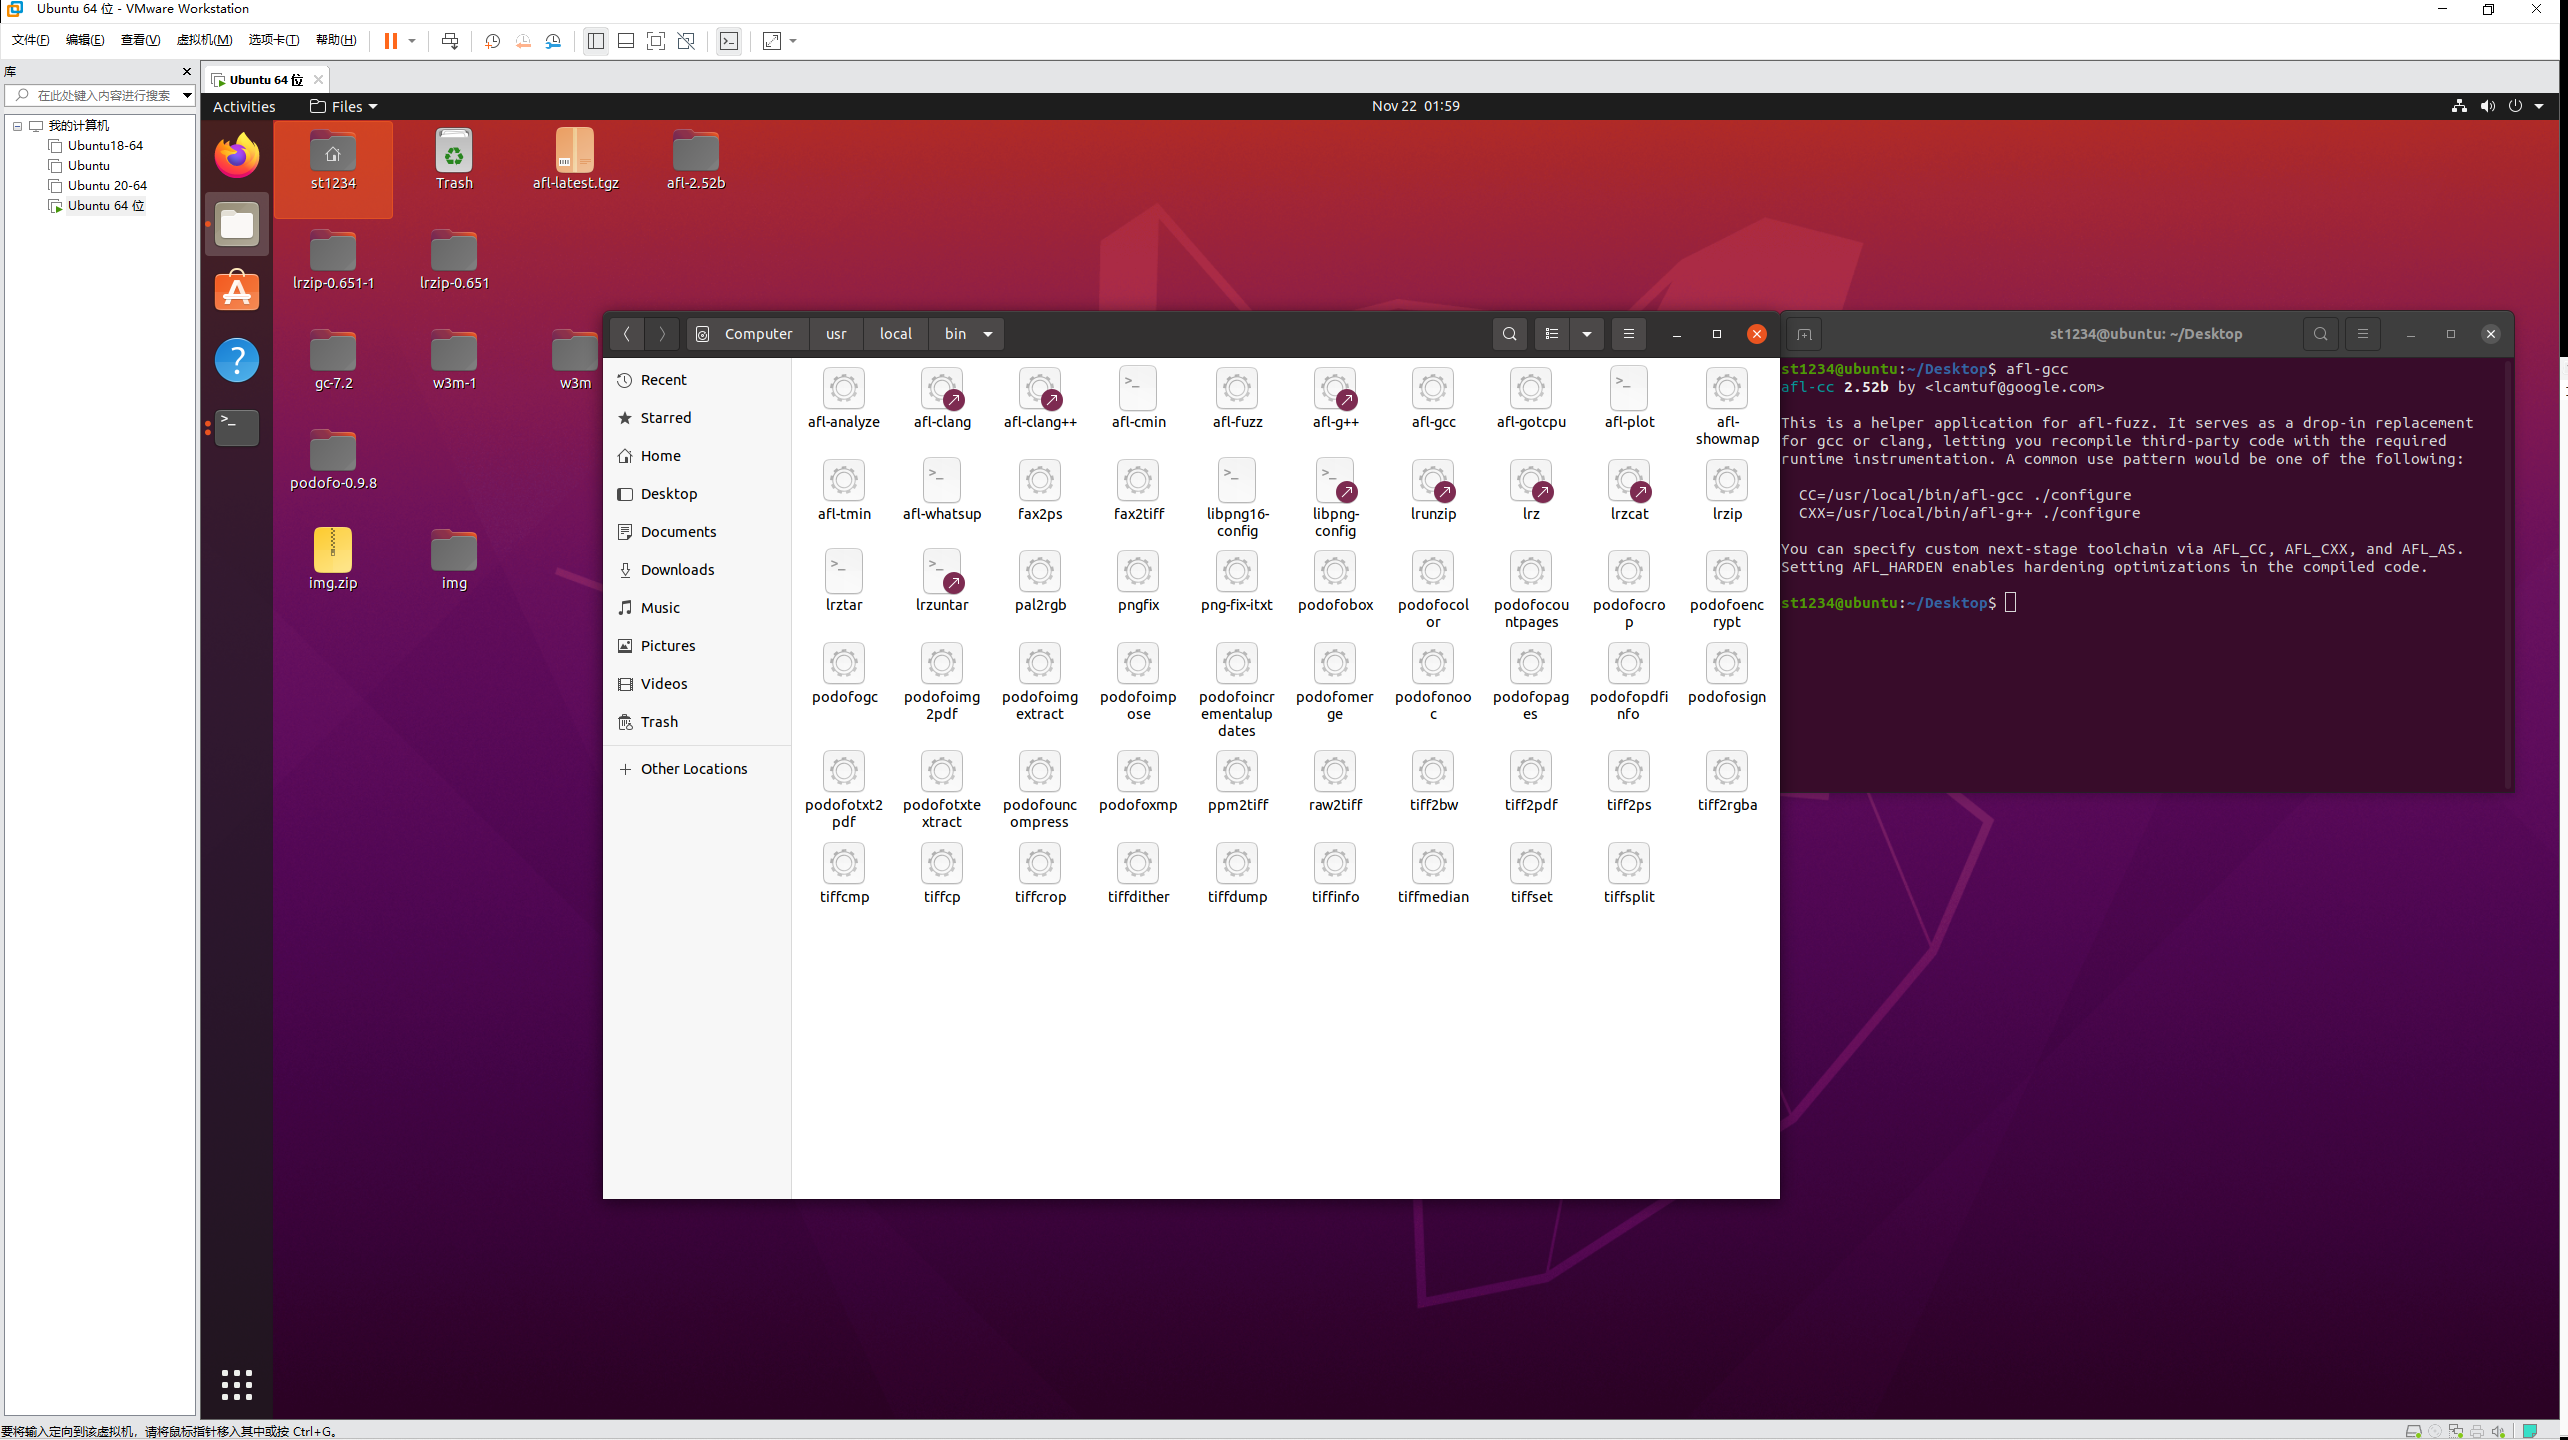 Ubuntu 64 位 - VMware Workstation
文件(F) 编辑(E) 查看(V) 虚拟机(M) 选项卡(T) 帮助(H)
库
在此处键入内容进行搜索
我的计算机
Ubuntu18-64
Ubuntu
Ubuntu 20-64
Ubuntu 64 位
Ubuntu 64 位
Activities Files Nov 22 01:59
st1234 Trash afl-latest.tgz afl-2.52b
lrzip-0.651-1 lrzip-0.651
gc-7.2 w3m-1 w3m
podofo-0.9.8
img.zip img
Computer usr local bin
Recent
Starred
Home
Desktop
Documents
Downloads
Music
Pictures
Videos
Trash
Other Locations
afl-analyze afl-clang afl-clang++ afl-cmin afl-fuzz afl-g++ afl-gcc afl-gotcpu afl-plot afl-showmap
afl-tmin afl-whatsup fax2ps fax2tiff libpng16-config libpng-config lrunzip lrz lrzcat lrzip
lrztar lrzuntar pal2rgb pngfix png-fix-itxt podofobox podofocolor podofocountpages podofocrop podofoencrypt
podofogc podofoimg2pdf podofoimgextract podofoimpose podofoincrementalupdates podofomerge podofonooc podofopages podofopdfinfo podofosign
podofotxt2pdf podofotxtextract podofouncompress podofoxmp ppm2tiff raw2tiff tiff2bw tiff2pdf tiff2ps tiff2rgba
tiffcmp tiffcp tiffcrop tiffdither tiffdump tiffinfo tiffmedian tiffset tiffsplit
st1234@ubuntu: ~/Desktop
st1234@ubuntu:~/Desktop$ afl-gcc
afl-cc 2.52b by <lcamtuf@google.com>
This is a helper application for afl-fuzz. It serves as a drop-in replacement
for gcc or clang, letting you recompile third-party code with the required
runtime instrumentation. A common use pattern would be one of the following:
CC=/usr/local/bin/afl-gcc ./configure
CXX=/usr/local/bin/afl-g++ ./configure
You can specify custom next-stage toolchain via AFL_CC, AFL_CXX, and AFL_AS.
Setting AFL_HARDEN enables hardening optimizations in the compiled code.
st1234@ubuntu:~/Desktop$
要将输入定向到该虚拟机，请将鼠标指针移入其中或按 Ctrl+G。